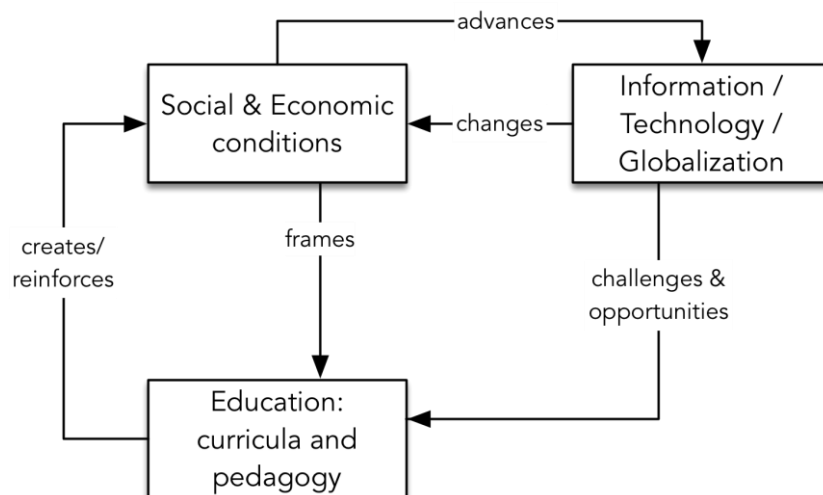 advances
Social & Economic
conditions
changes
Information /
Technology /
Globalization
creates/
reinforces
frames
challenges &
opportunities
Education:
curricula and
pedagogy